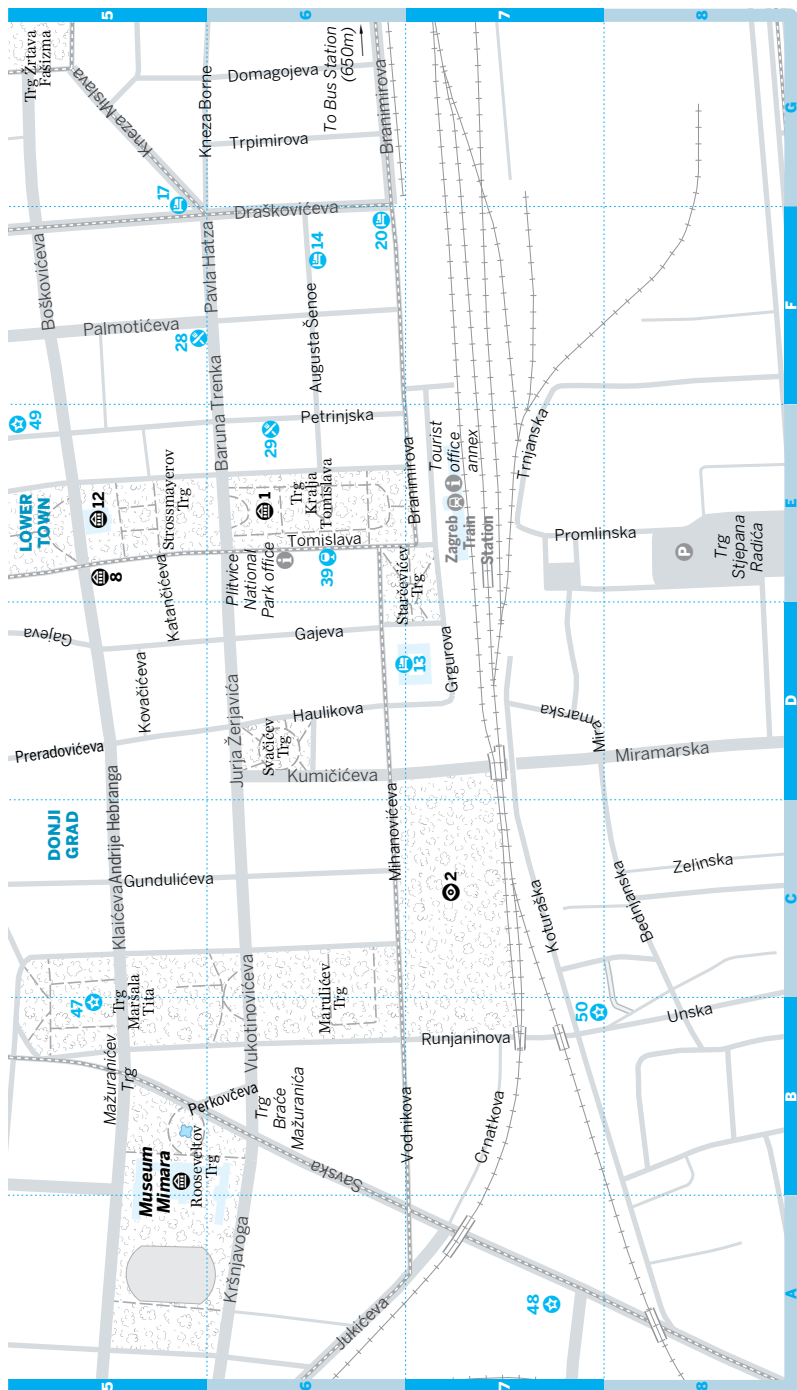 5
6
7
8
Trg Žrtava
Fašizma
Kneza Mislava
Kneza Borne
Domagojeva
Trpimirova
To Bus Station
(650m)
Branimirova
G
17
Draškovićeva
20
14
Boškovićeva
Palmotićeva
Pavla Hatza
28
Augusta Šenoe
F
49
Baruna Trenka
29
Petrinjska
LOWER
TOWN
12
8
Strossmayerov
Trg
Katančićeva
1
Trg
Kralja
Tomislava
Tomislava
Plitvice
National
Park office
39
Branimirova
Tourist
office
annex
Zagreb
Train
Station
Trnjanska
Promlinska
P
Trg
Stjepana
Radića
E
Starčevićev
Trg
Gajeva
Gajeva
Kovačićeva
13
Grgurova
Haulikova
Preradovićeva
Jurja Žerjavića
Svačićev
Trg
Kumičićeva
Miramarska
Miramarska
D
DONJI
GRAD
Andrije Hebranga
Klaićeva
Gundulićeva
Mihanovićeva
2
Koturaška
Bednjanska
Zelinska
C
47
Trg
Maršala
Tita
Vukotinovićeva
Marulićev
Trg
Runjaninova
50
Unska
Mažuranićev
Trg
Perkovčeva
Trg
Braće
Mažuranića
Vodnikova
Crnatkova
B
Museum
Mimara
Rooseveltov
Trg
Savska
Kršnjavoga
Jukićeva
48
A
5
6
7
8